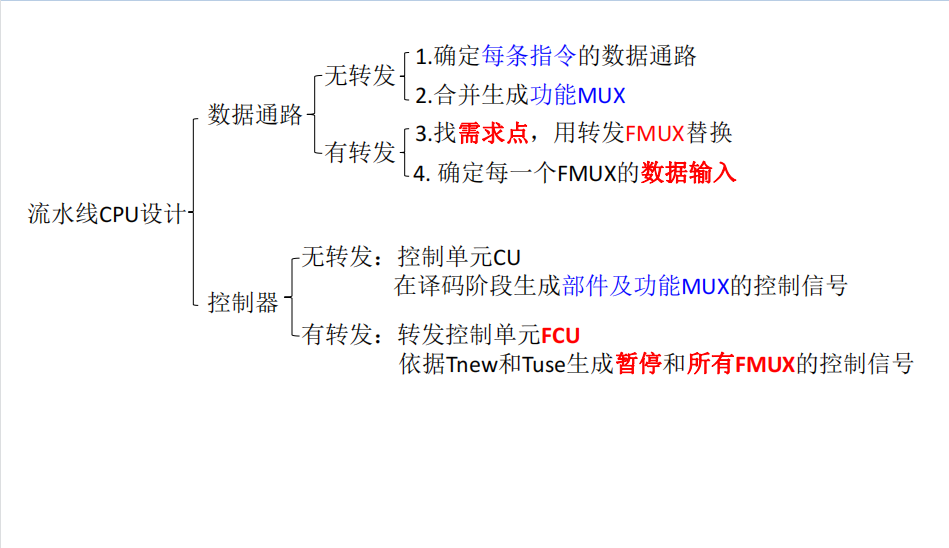 流水线CPU设计
数据通路
无转发
1.确定每条指令的数据通路
2.合并生成功能MUX
有转发
3.找需求点，用转发FMUX替换
4. 确定每一个FMUX的数据输入
控制器
无转发：控制单元CU
在译码阶段生成部件及功能MUX的控制信号
有转发：转发控制单元FCU
依据Tnew和Tuse生成暂停和所有FMUX的控制信号